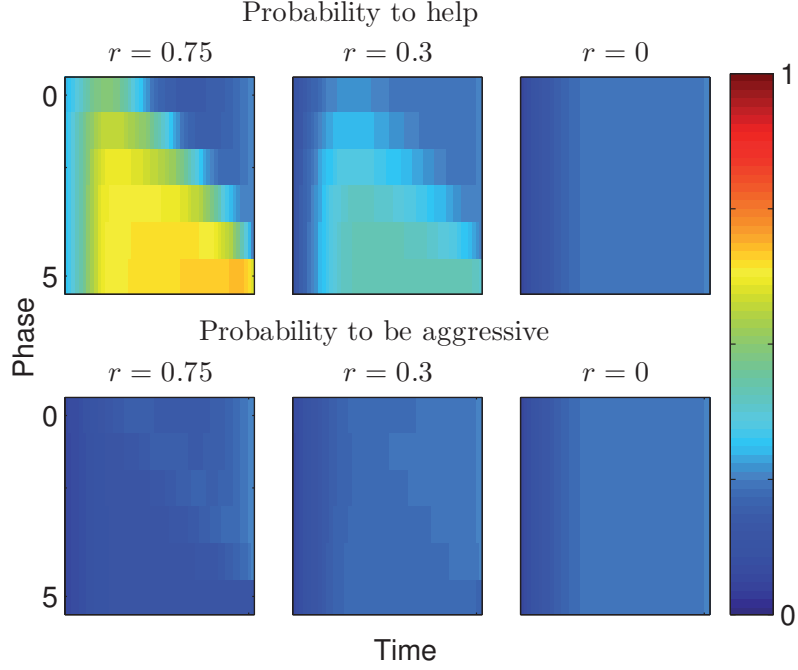 Probability to help
r = 0.75
r = 0.3
r = 0
0
5
1
0
Phase
Probability to be aggressive
r = 0.75
r = 0.3
r = 0
0
5
Time